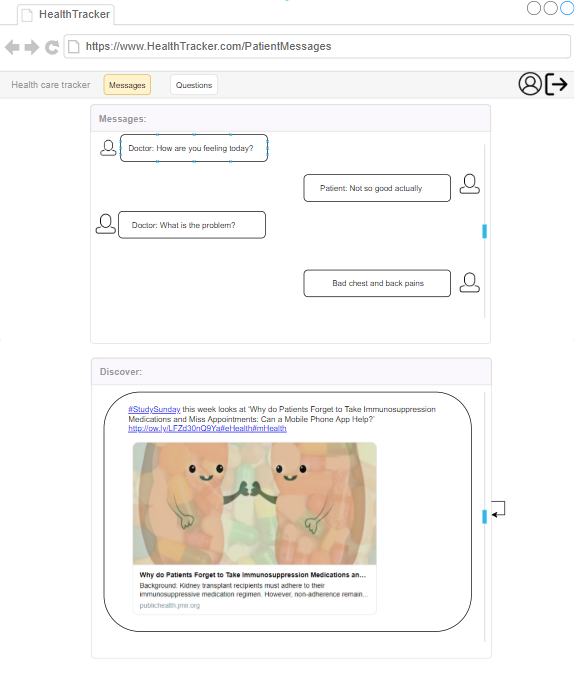 HealthTracker
https://www.HealthTracker.com/PatientMessages
Health care tracker
Messages
Questions
Messages:
Doctor: How are you feeling today?
Patient: Not so good actually
Doctor: What is the problem?
Bad chest and back pains
Discover:
#StudySunday this week looks at 'Why do Patients Forget to Take Immunosuppression
Medications and Miss Appointments: Can a Mobile Phone App Help?'
http://ow.ly/LFZd30nQ9Ya#eHealth#mHealth
Why do Patients Forget to Take Immunosuppression Medications an...
Background: Kidney transplant recipients must adhere to their
immunosuppressive medication regimen. However, non-adherence remain...
publichealth.jmir.org